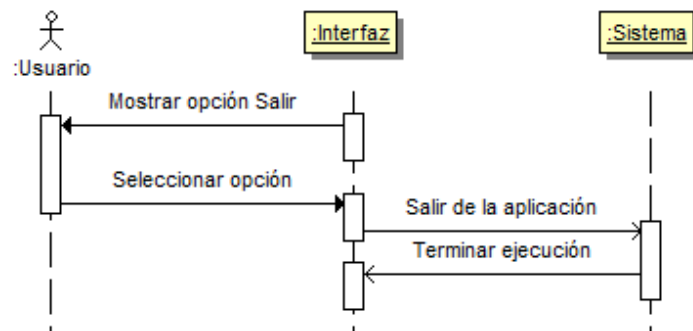 :Interfaz
:Sistema
:Usuario
Mostrar opción Salir
Seleccionar opción
Salir de la aplicación
Terminar ejecución